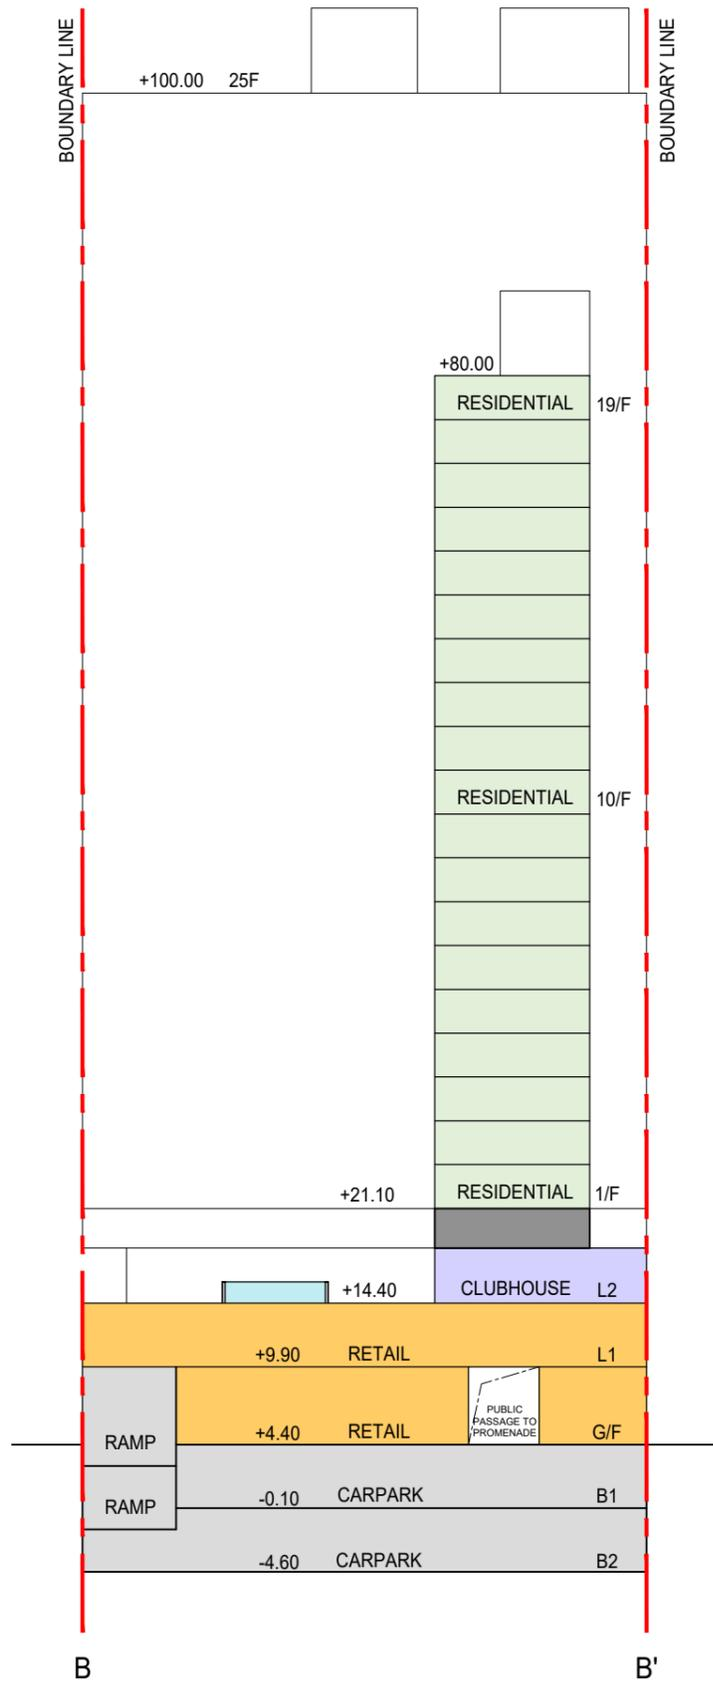 BOUNDARY LINE
BOUNDARY LINE
+100.00 25F
+80.00
RESIDENTIAL 19/F
RESIDENTIAL 10/F
+21.10 RESIDENTIAL 1/F
+14.40 CLUBHOUSE L2
+9.90 RETAIL L1
PUBLIC
PASSAGE TO
PROMENADE
RAMP +4.40 RETAIL G/F
RAMP -0.10 CARPARK B1
-4.60 CARPARK B2
B B'